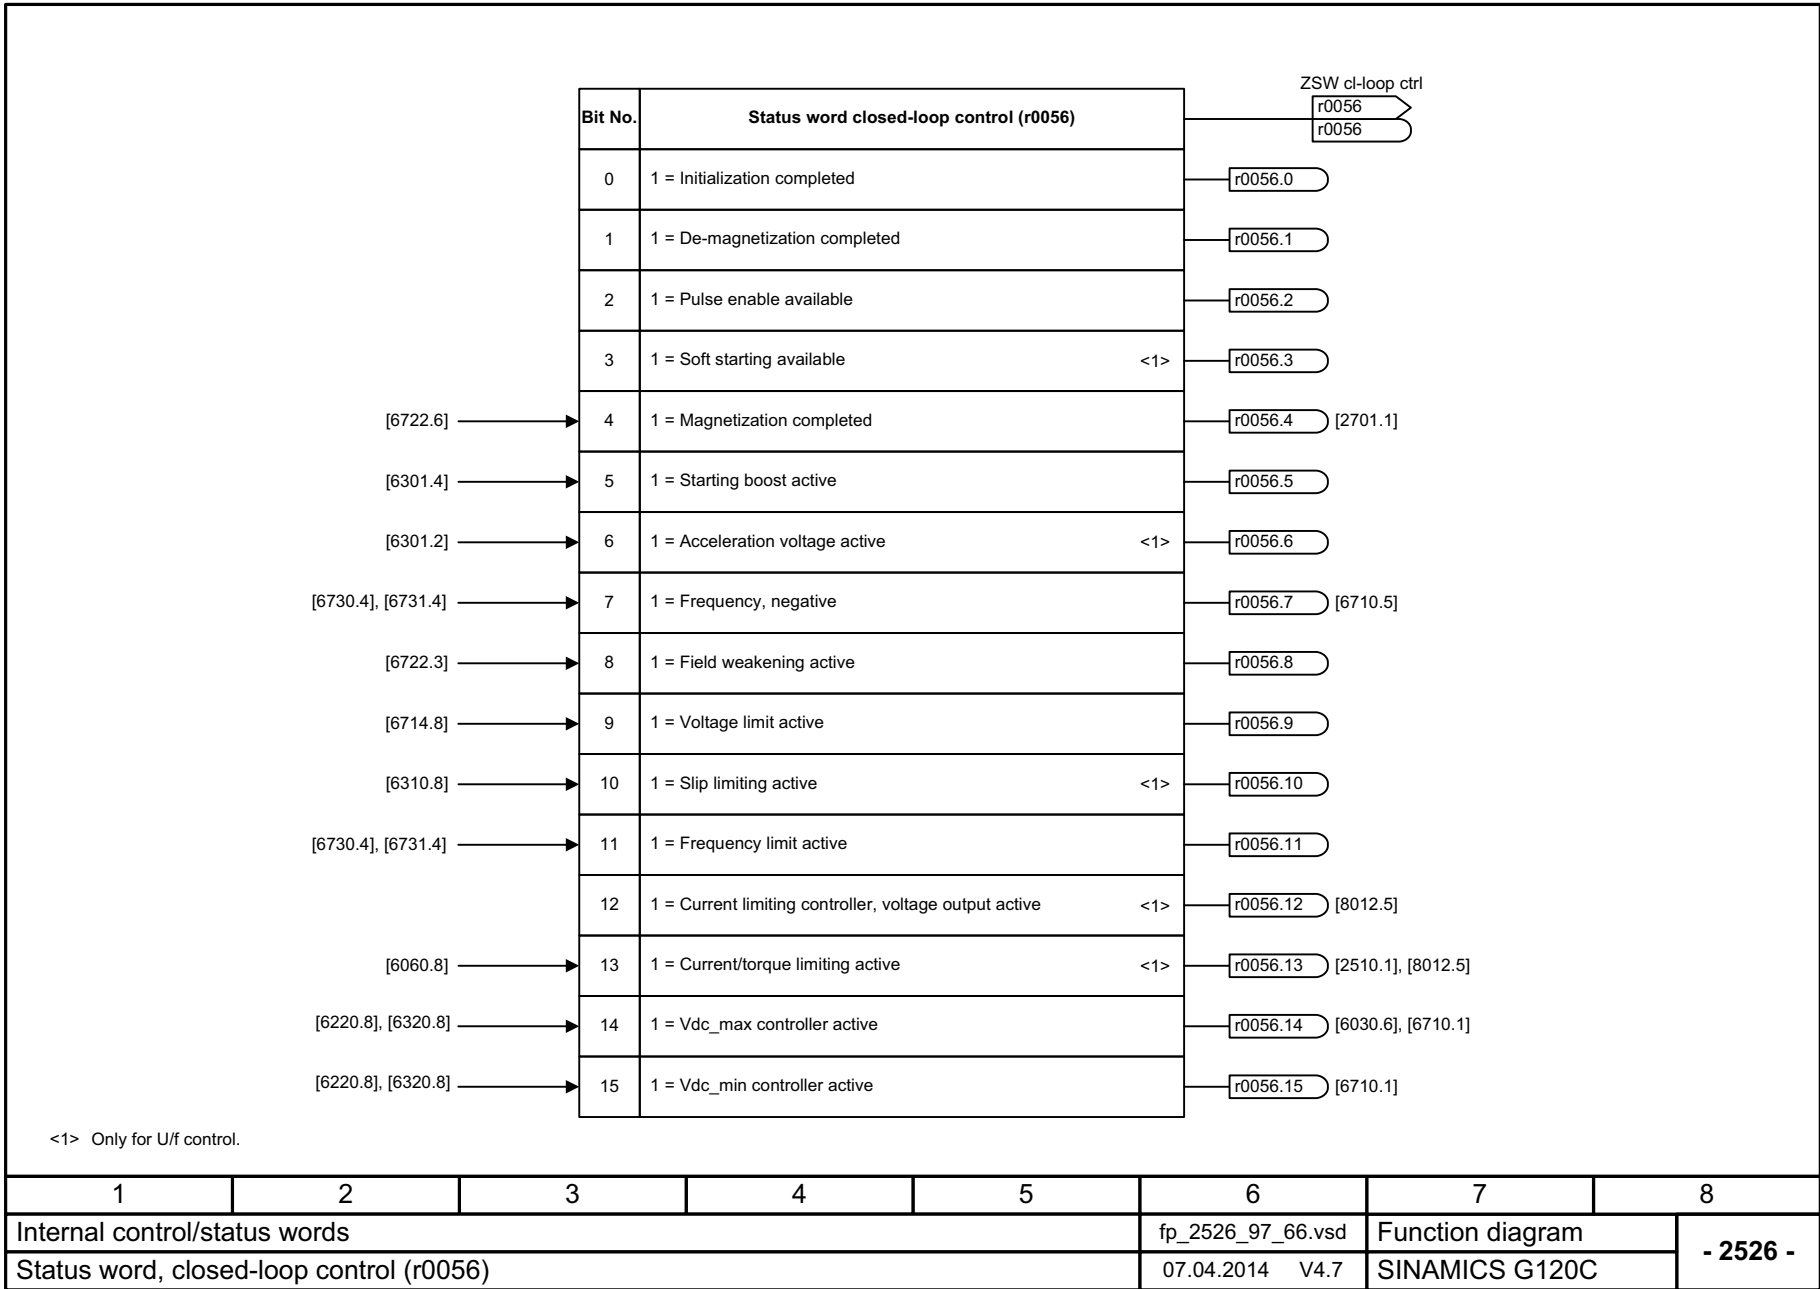 ZSW cl-loop ctrl
Bit No. Status word closed-loop control (r0056) r0056
r0056
0 1 = Initialization completed r0056.0
1 1 = De-magnetization completed r0056.1
2 1 = Pulse enable available r0056.2
3 1 = Soft starting available <1> r0056.3
[6722.6] 4 1 = Magnetization completed r0056.4 [2701.1]
[6301.4] 5 1 = Starting boost active r0056.5
[6301.2] 6 1 = Acceleration voltage active <1> r0056.6
[6730.4], [6731.4] 7 1 = Frequency, negative r0056.7 [6710.5]
[6722.3] 8 1 = Field weakening active r0056.8
[6714.8] 9 1 = Voltage limit active r0056.9
[6310.8] 10 1 = Slip limiting active <1> r0056.10
[6730.4], [6731.4] 11 1 = Frequency limit active r0056.11
12 1 = Current limiting controller, voltage output active <1> r0056.12 [8012.5]
[6060.8] 13 1 = Current/torque limiting active <1> r0056.13 [2510.1], [8012.5]
[6220.8], [6320.8] 14 1 = Vdc_max controller active r0056.14 [6030.6], [6710.1]
[6220.8], [6320.8] 15 1 = Vdc_min controller active r0056.15 [6710.1]
<1> Only for U/f control.
1 2 3 4 5 6 7 8
Internal control/status words fp_2526_97_66.vsd Function diagram - 2526 -
Status word, closed-loop control (r0056) 07.04.2014 V4.7 SINAMICS G120C